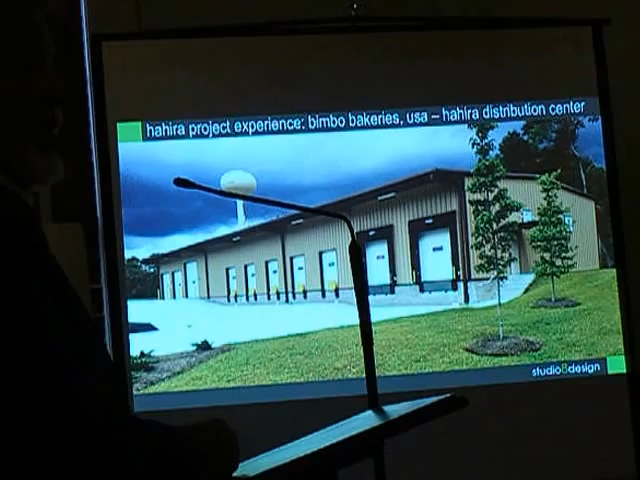 hahira project experience: bimbo bakeries, usa – hahira distribution center
studio8design